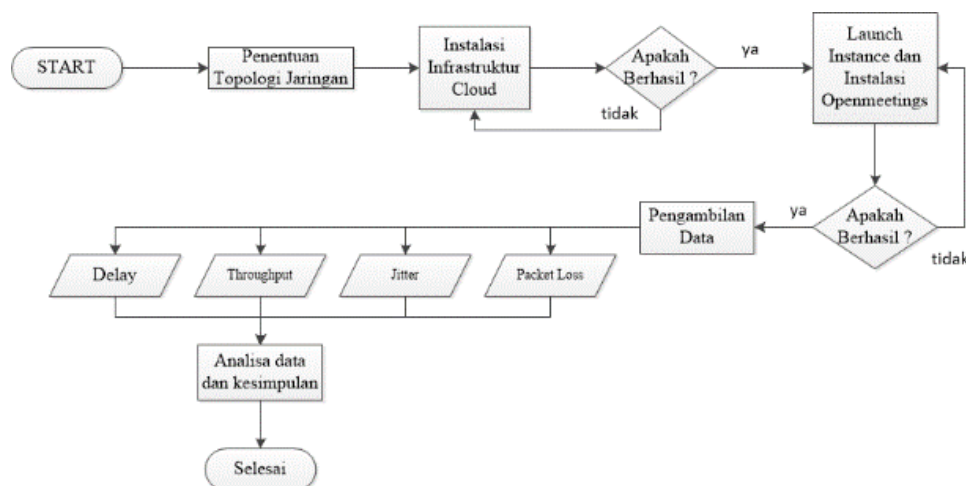 START
Penentuan
Topologi Jaringan
Instalasi
Infrastruktur
Cloud
Apakah
Berhasil ?
ya
tidak
Launch
Instance dan
Instalasi
Openmeetings
Apakah
Berhasil ?
ya
tidak
Pengambilan
Data
Delay
Throughput
Jitter
Packet Loss
Analisa data
dan kesimpulan
Selesai